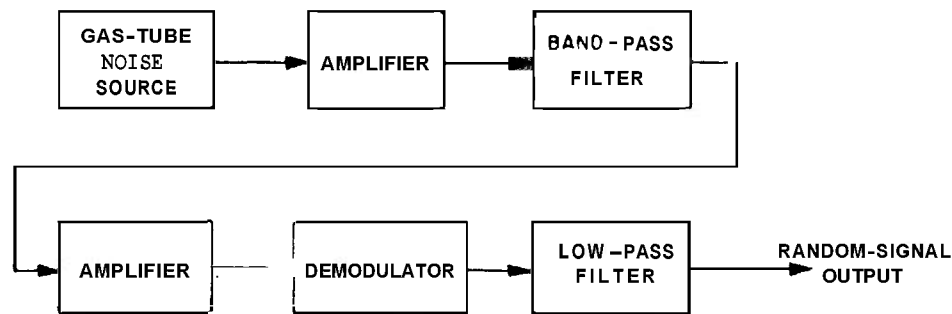 GAS-TUBE
NOISE
SOURCE
AMPLIFIER
BAND-PASS
FILTER
AMPLIFIER
DEMODULATOR
LOW-PASS
FILTER
RANDOM-SIGNAL
OUTPUT